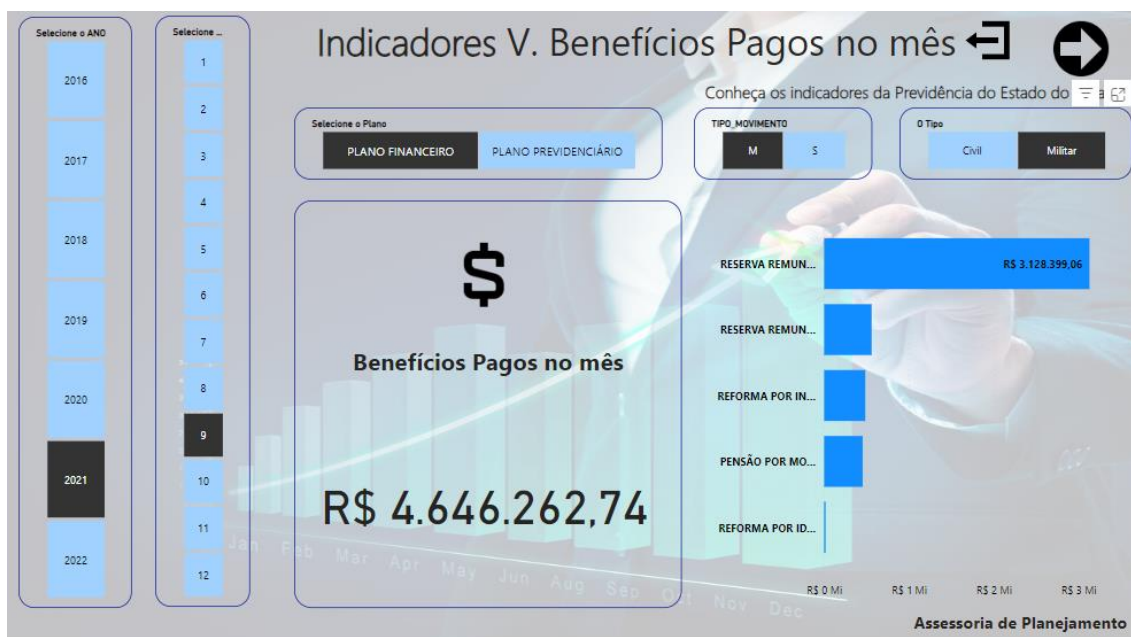 Selecione o ANO
2016
2017
2018
2019
2020
2021
2022
Selecione ...
1
2
3
4
5
6
7
8
9
10
11
12
Indicadores V. Benefícios Pagos no mês
Conheça os indicadores da Previdência do Estado do
Selecione o Plano
PLANO FINANCEIRO PLANO PREVIDENCIÁRIO
TIPO_MOVIMENTO
M S
O Tipo
Civil Militar
$
Benefícios Pagos no mês
R$ 4.646.262,74
RESERVA REMUN... R$ 3.128.399,06
RESERVA REMUN...
REFORMA POR IN...
PENSÃO POR MO...
REFORMA POR ID...
R$ 0 Mi R$ 1 Mi R$ 2 Mi R$ 3 Mi
Jan Feb Mar Apr May Jun Aug Sep Oct Nov Dec
Assessoria de Planejamento